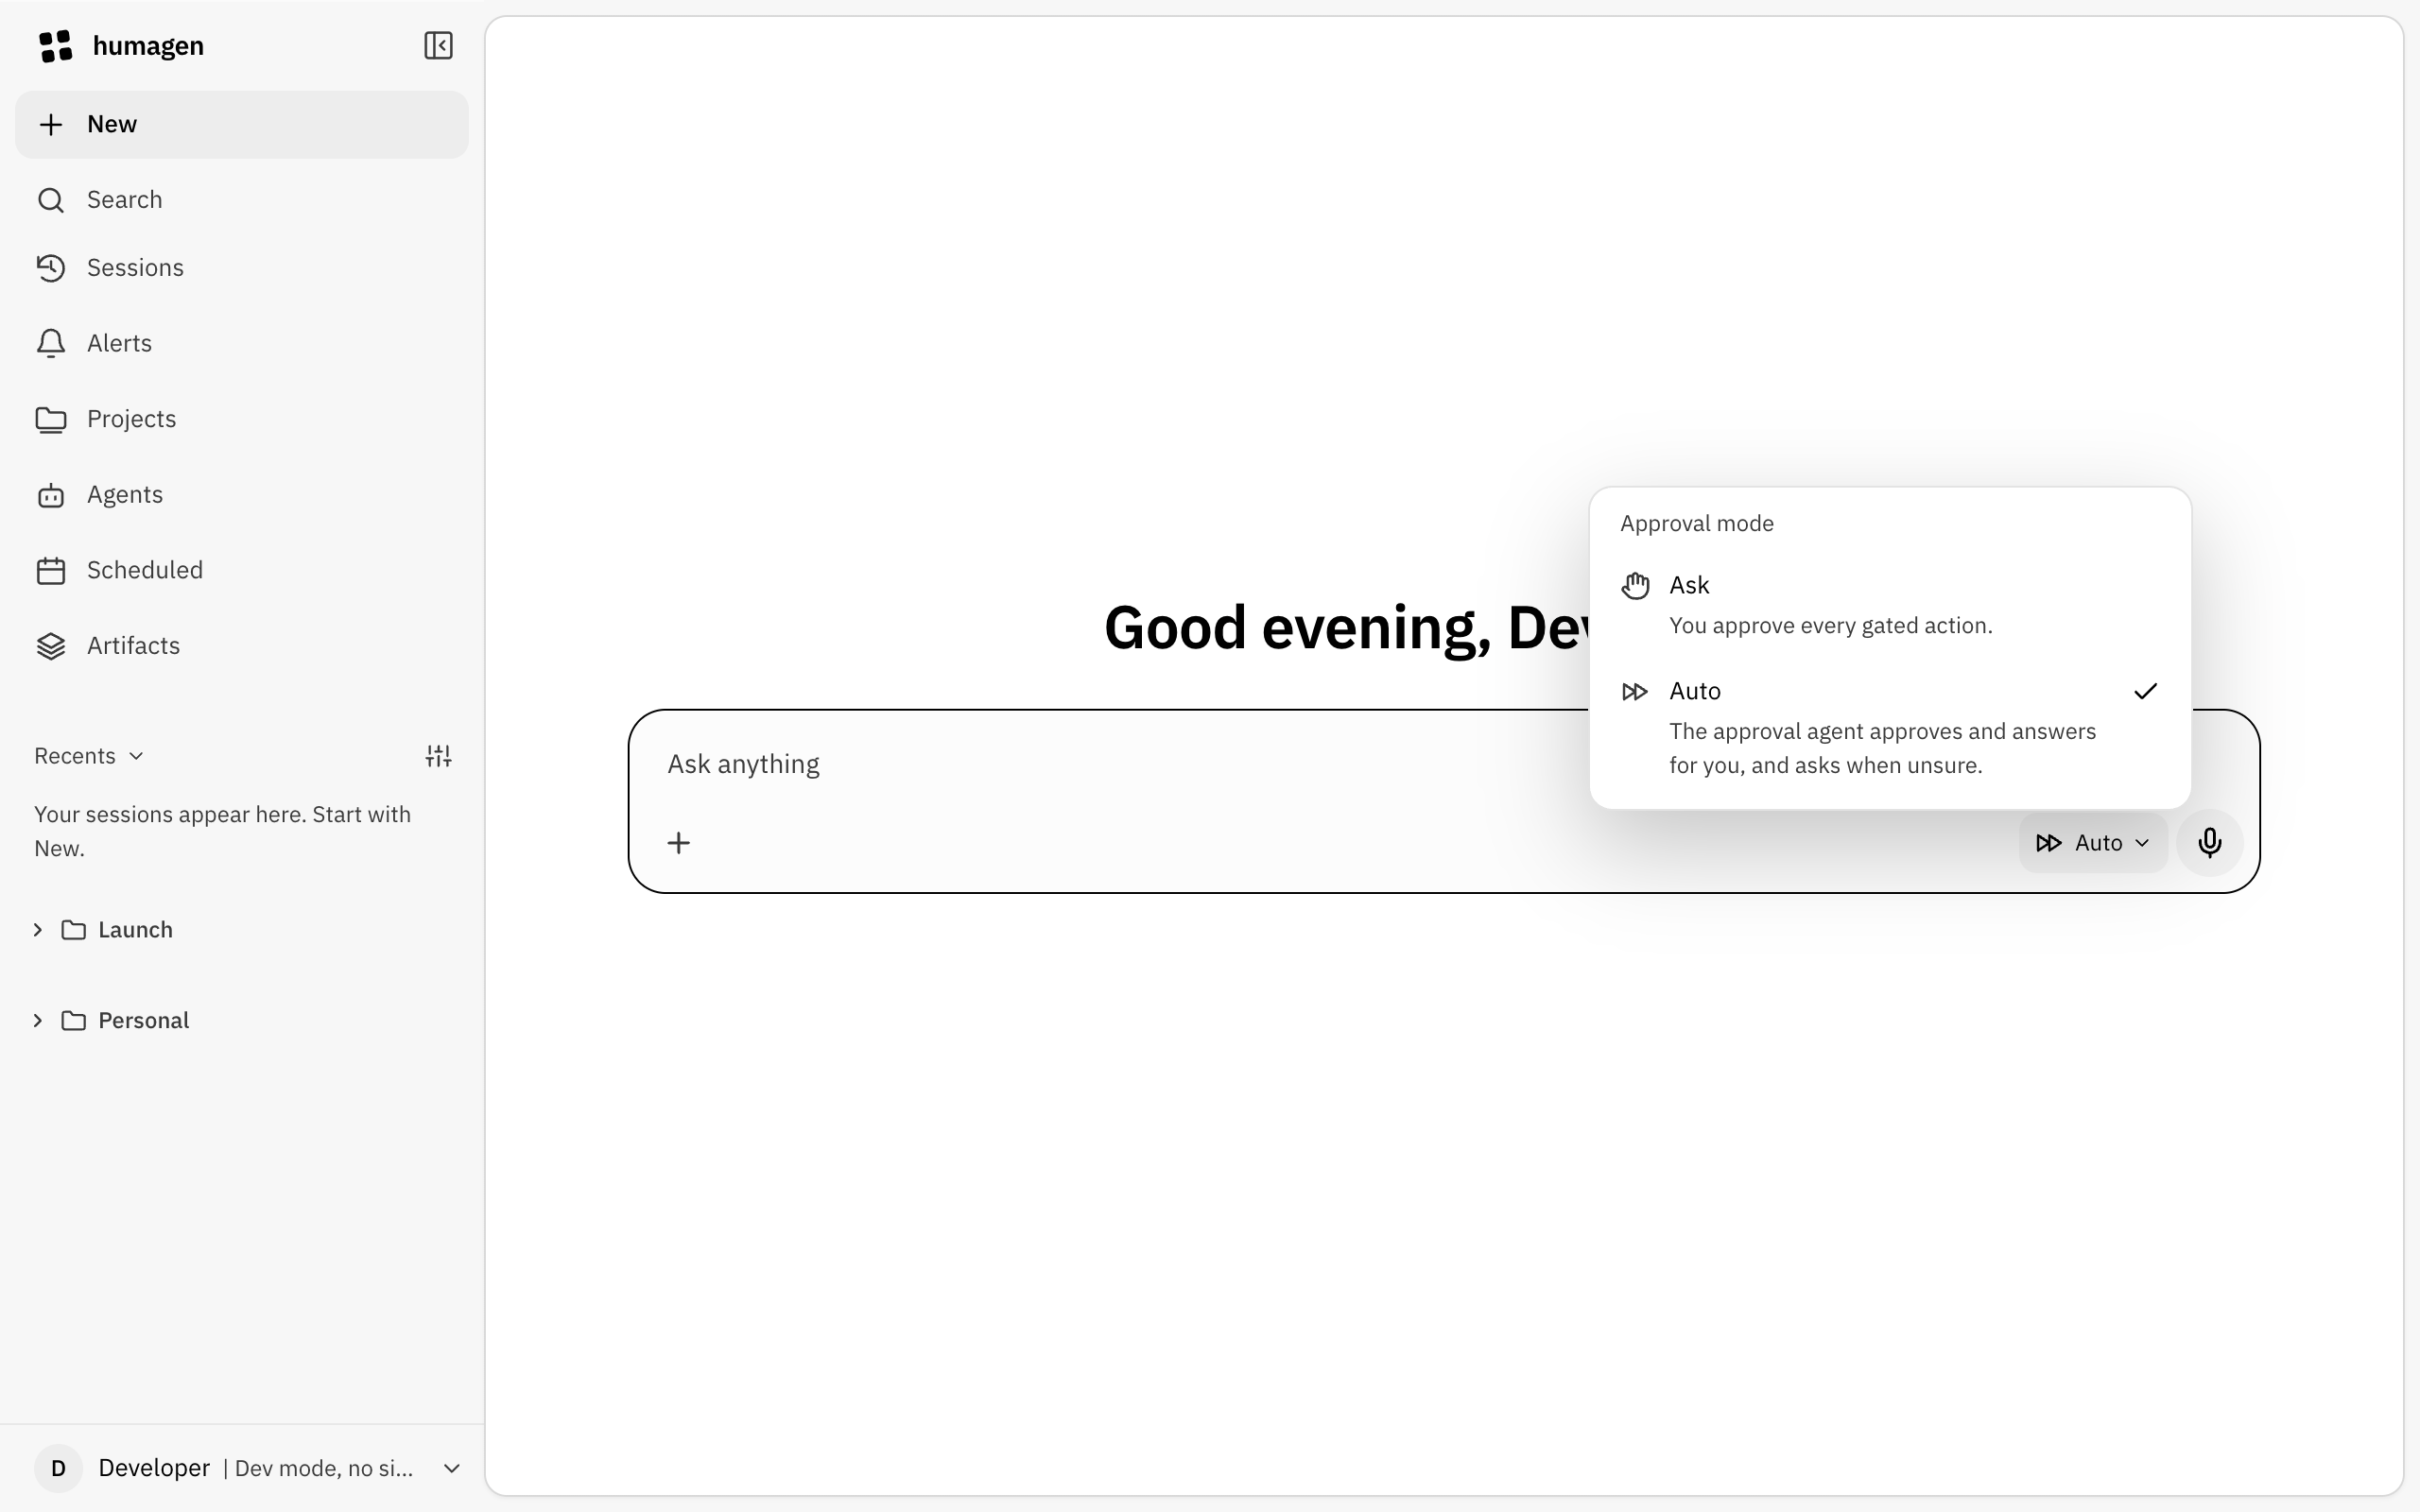 humagen
New
Search
Sessions
Alerts
Projects
Agents
Scheduled
Artifacts
Recents
Your sessions appear here. Start with
New.
Launch
Personal
D
Developer | Dev mode, no si...
Good evening, Dev
Approval mode
Ask
You approve every gated action.
Auto
The approval agent approves and answers
for you, and asks when unsure.
Ask anything
Auto